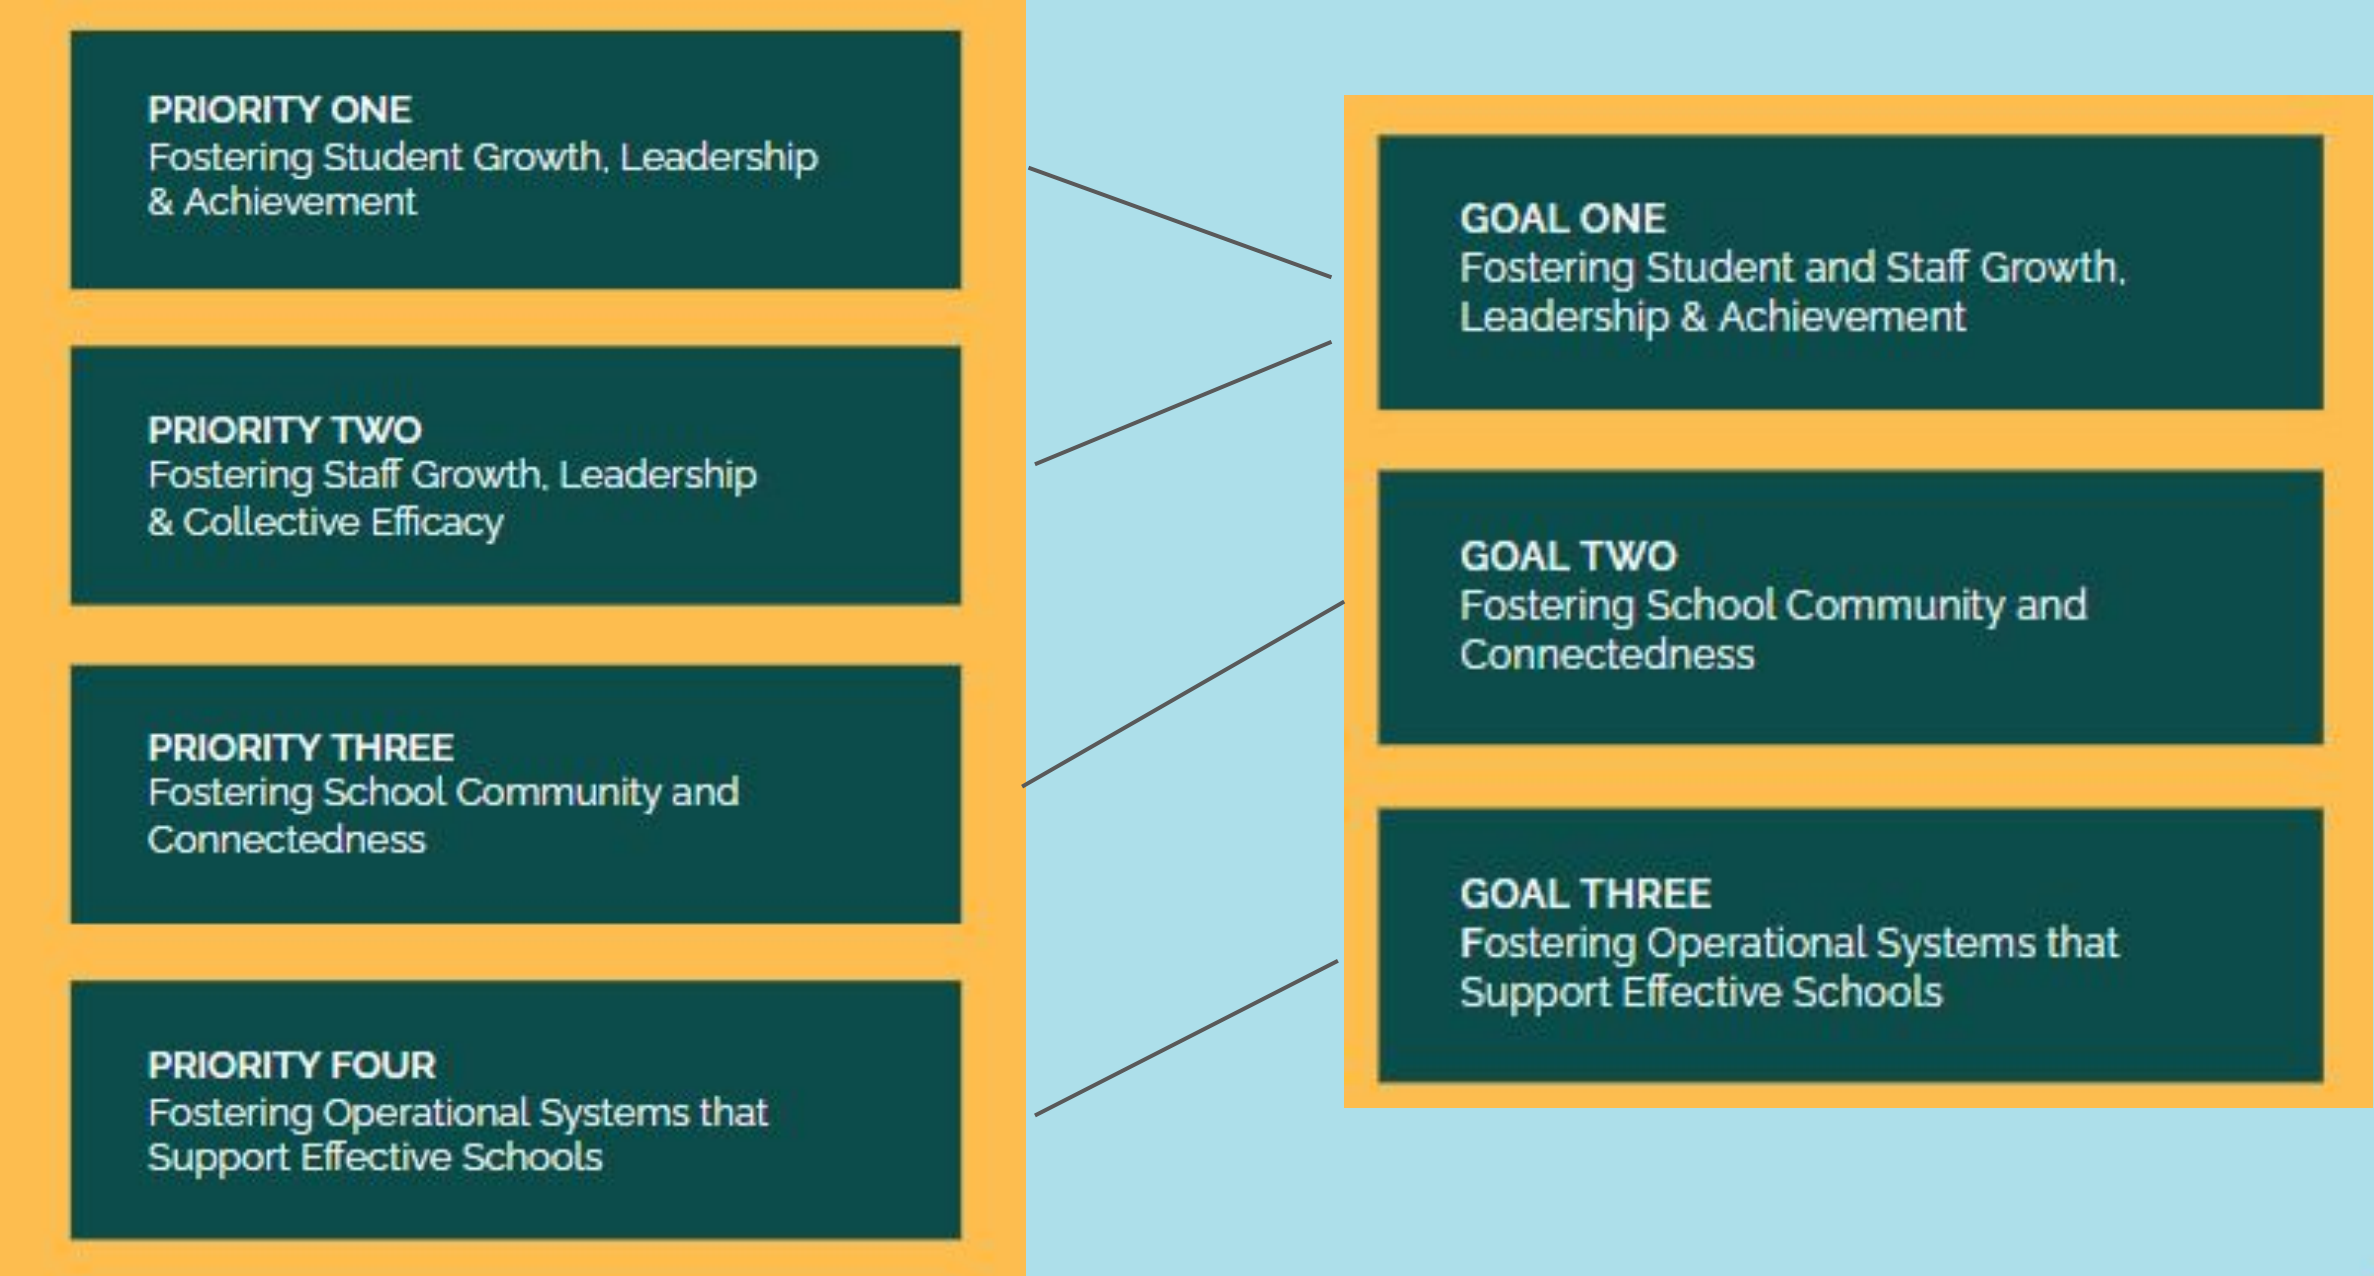 PRIORITY ONE
Fostering Student Growth, Leadership
& Achievement
PRIORITY TWO
Fostering Staff Growth, Leadership
& Collective Efficacy
PRIORITY THREE
Fostering School Community and
Connectedness
PRIORITY FOUR
Fostering Operational Systems that
Support Effective Schools
GOAL ONE
Fostering Student and Staff Growth,
Leadership & Achievement
GOAL TWO
Fostering School Community and
Connectedness
GOAL THREE
Fostering Operational Systems that
Support Effective Schools